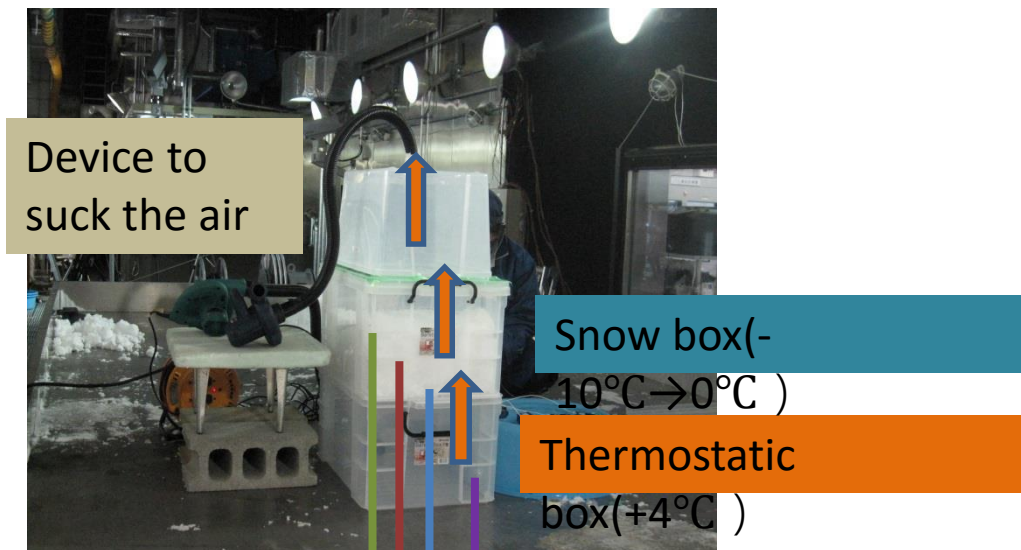 Device to
suck the air
Snow box(-
10℃→0℃ )
Thermostatic
box(+4℃ )